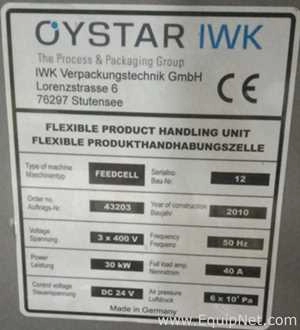 OYSTAR IWK
The Process & Packaging Group
IWK Verpackungstechnik GmbH
Lorenzstrasse 6
76297 Stutensee
CE
FLEXIBLE PRODUCT HANDLING UNIT
FLEXIBLE PRODUKTHANDHABUNGSZELLE
Type of machine FEEDCELL Serialno. 12
Maschinentyp Bau-Nr.
Order no. 43203 Year of construction 2010
Auftrags-Nr. Baujahr
Voltage 3 x 400 V Frequency 50 Hz
Spannung Frequenz
Power 30 kW Full load amp. 40 A
Leistung Nennstrom
Control voltage DC 24 V Air pressure 6 x 10⁵ Pa
Steuerspannung Luftdruck
Made in Germany
© EquipNet.com